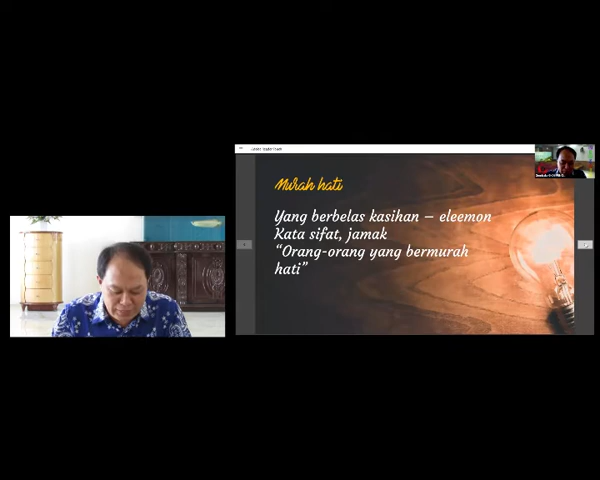 Murah hati
Yang berbelas kasihan – eleemon
Kata sifat, jamak
“Orang-orang yang bermurah
hati”